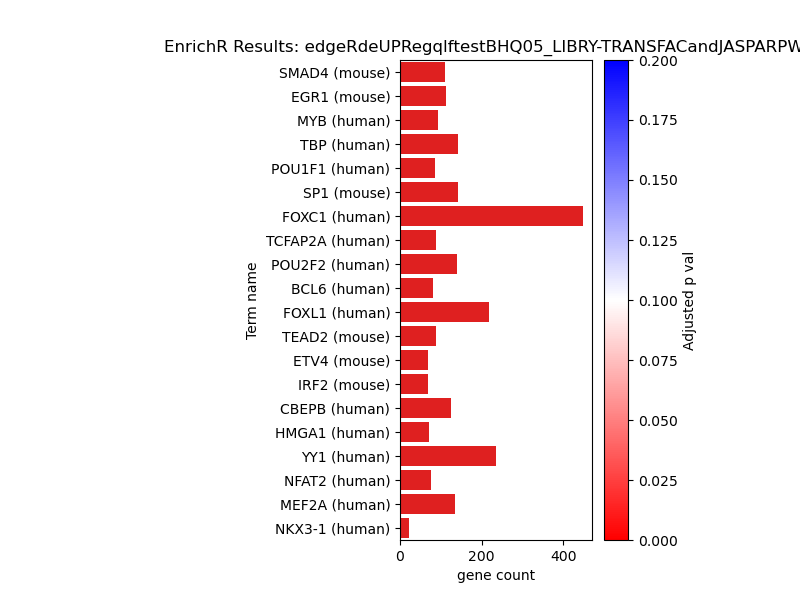 EnrichR Results: edgeRdeUPRegqlftestBHQ05_LIBRY-TRANSFACandJASPARPW
SMAD4 (mouse)
EGR1 (mouse)
MYB (human)
TBP (human)
POU1F1 (human)
SP1 (mouse)
FOXC1 (human)
TCFAP2A (human)
POU2F2 (human)
BCL6 (human)
FOXL1 (human)
TEAD2 (mouse)
ETV4 (mouse)
IRF2 (mouse)
CBEPB (human)
HMGA1 (human)
YY1 (human)
NFAT2 (human)
MEF2A (human)
NKX3-1 (human)
Term name
0 200 400
gene count
0.200
0.175
0.150
0.125
0.100
0.075
0.050
0.025
0.000
Adjusted p val